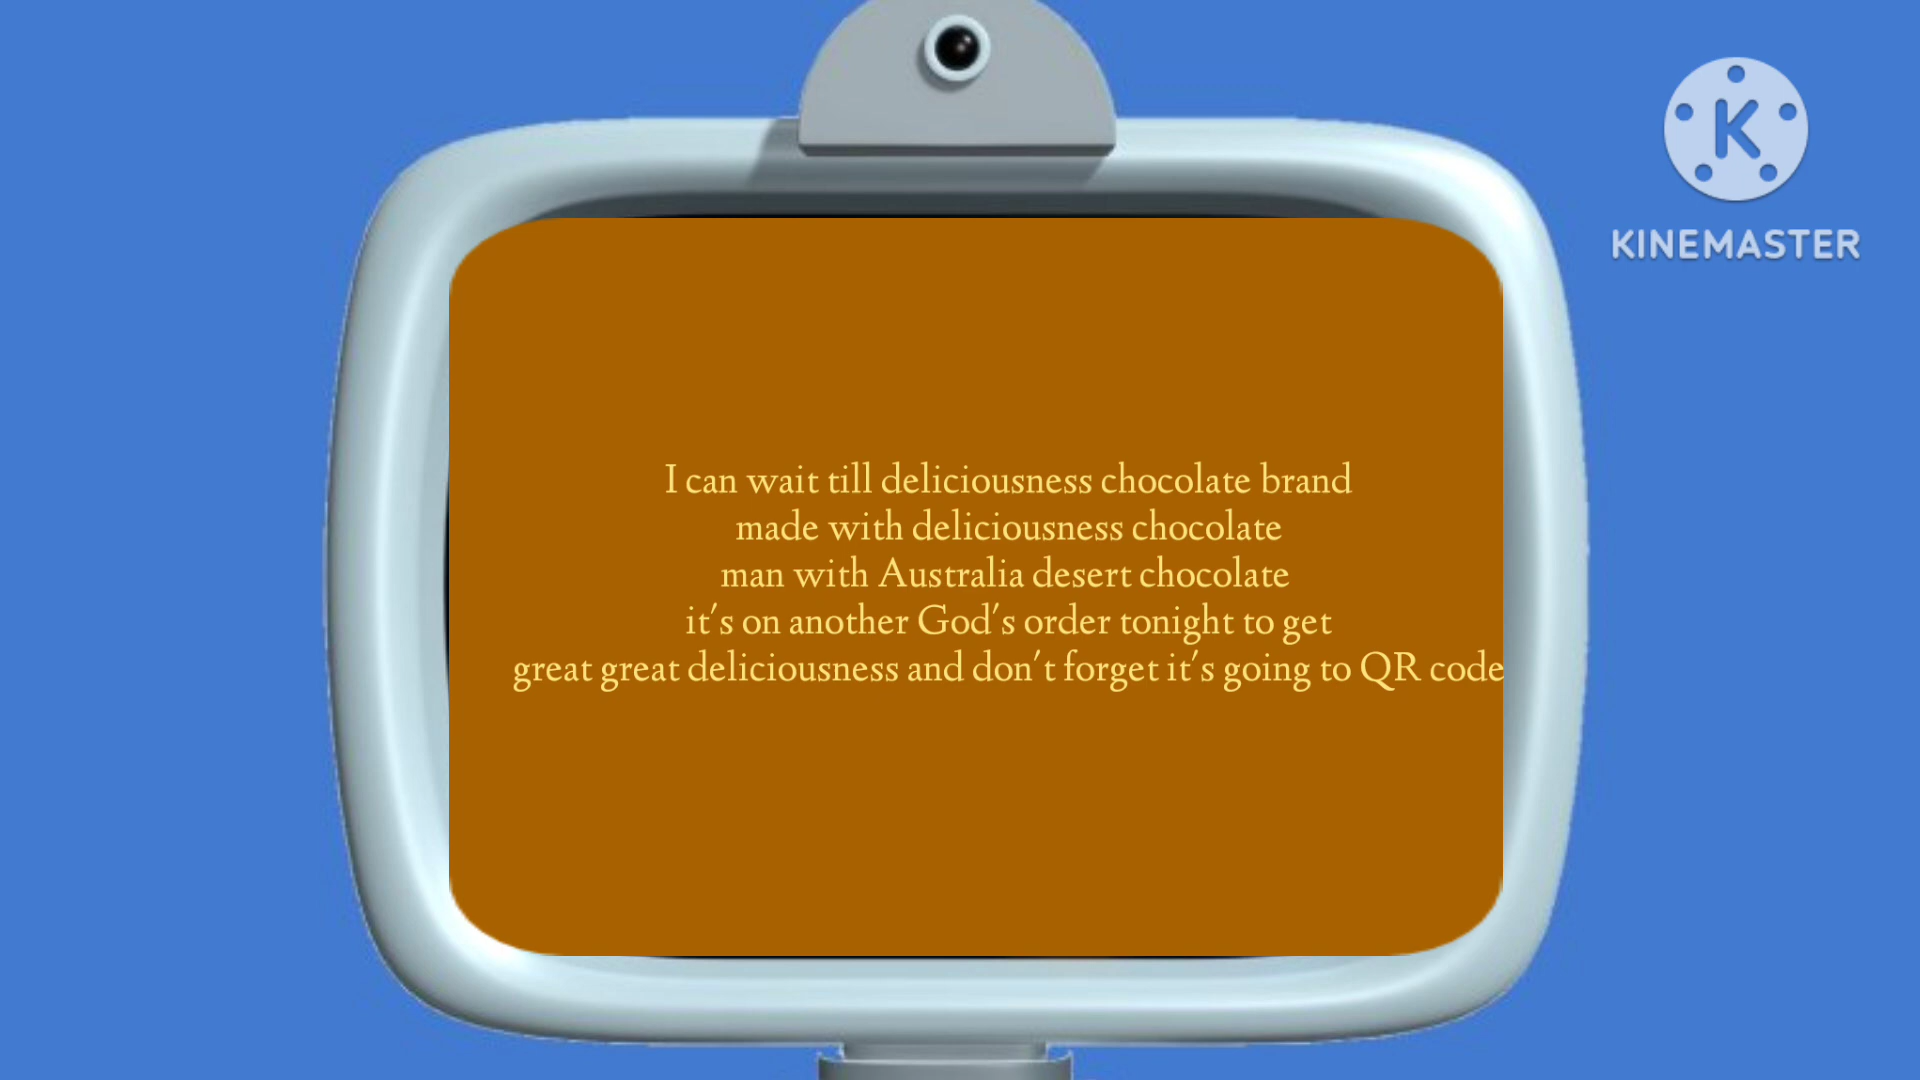 I can wait till deliciousness chocolate brand
made with deliciousness chocolate
man with Australia desert chocolate
it's on another God's order tonight to get
great great deliciousness and don't forget it's going to QR code
K
KINEMASTER